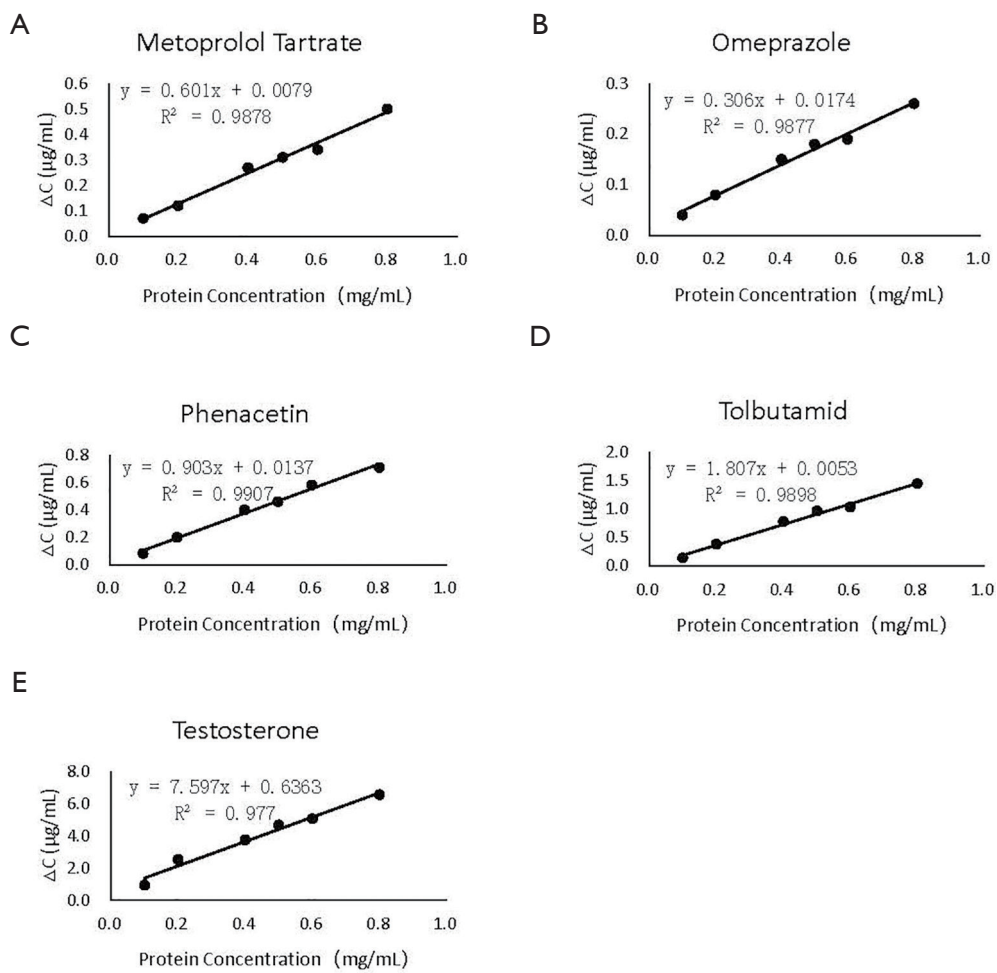 A
Metoprolol Tartrate
y = 0.601x + 0.0079
R² = 0.9878
ΔC (μg/mL)
0.6
0.5
0.4
0.3
0.2
0.1
0.0
0.0 0.2 0.4 0.6 0.8 1.0
Protein Concentration (mg/mL)
B
Omeprazole
y = 0.306x + 0.0174
R² = 0.9877
ΔC (μg/mL)
0.3
0.2
0.1
0.0
0.0 0.2 0.4 0.6 0.8 1.0
Protein Concentration (mg/mL)
C
Phenacetin
y = 0.903x + 0.0137
R² = 0.9907
ΔC (μg/mL)
0.8
0.6
0.4
0.2
0.0
0.0 0.2 0.4 0.6 0.8 1.0
Protein Concentration (mg/mL)
D
Tolbutamid
y = 1.807x + 0.0053
R² = 0.9898
ΔC (μg/mL)
2.0
1.5
1.0
0.5
0.0
0.0 0.2 0.4 0.6 0.8 1.0
Protein Concentration (mg/mL)
E
Testosterone
y = 7.597x + 0.6363
R² = 0.977
ΔC (μg/mL)
8.0
6.0
4.0
2.0
0.0
0.0 0.2 0.4 0.6 0.8 1.0
Protein Concentration (mg/mL)